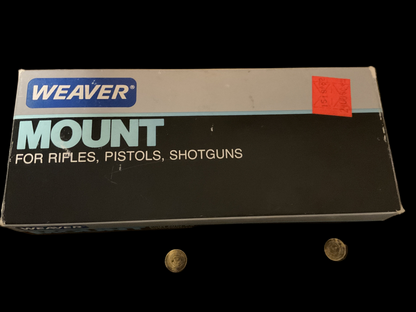 WEAVER®
MOUNT
FOR RIFLES, PISTOLS, SHOTGUNS
WEAVER